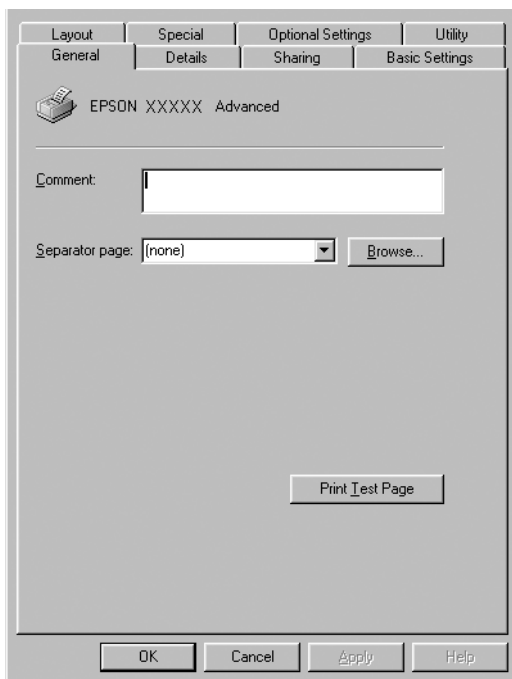 Layout Special Optional Settings Utility
General Details Sharing Basic Settings
EPSON XXXXX Advanced
Comment:
Separator page: (none) Browse...
Print Test Page
OK Cancel Apply Help